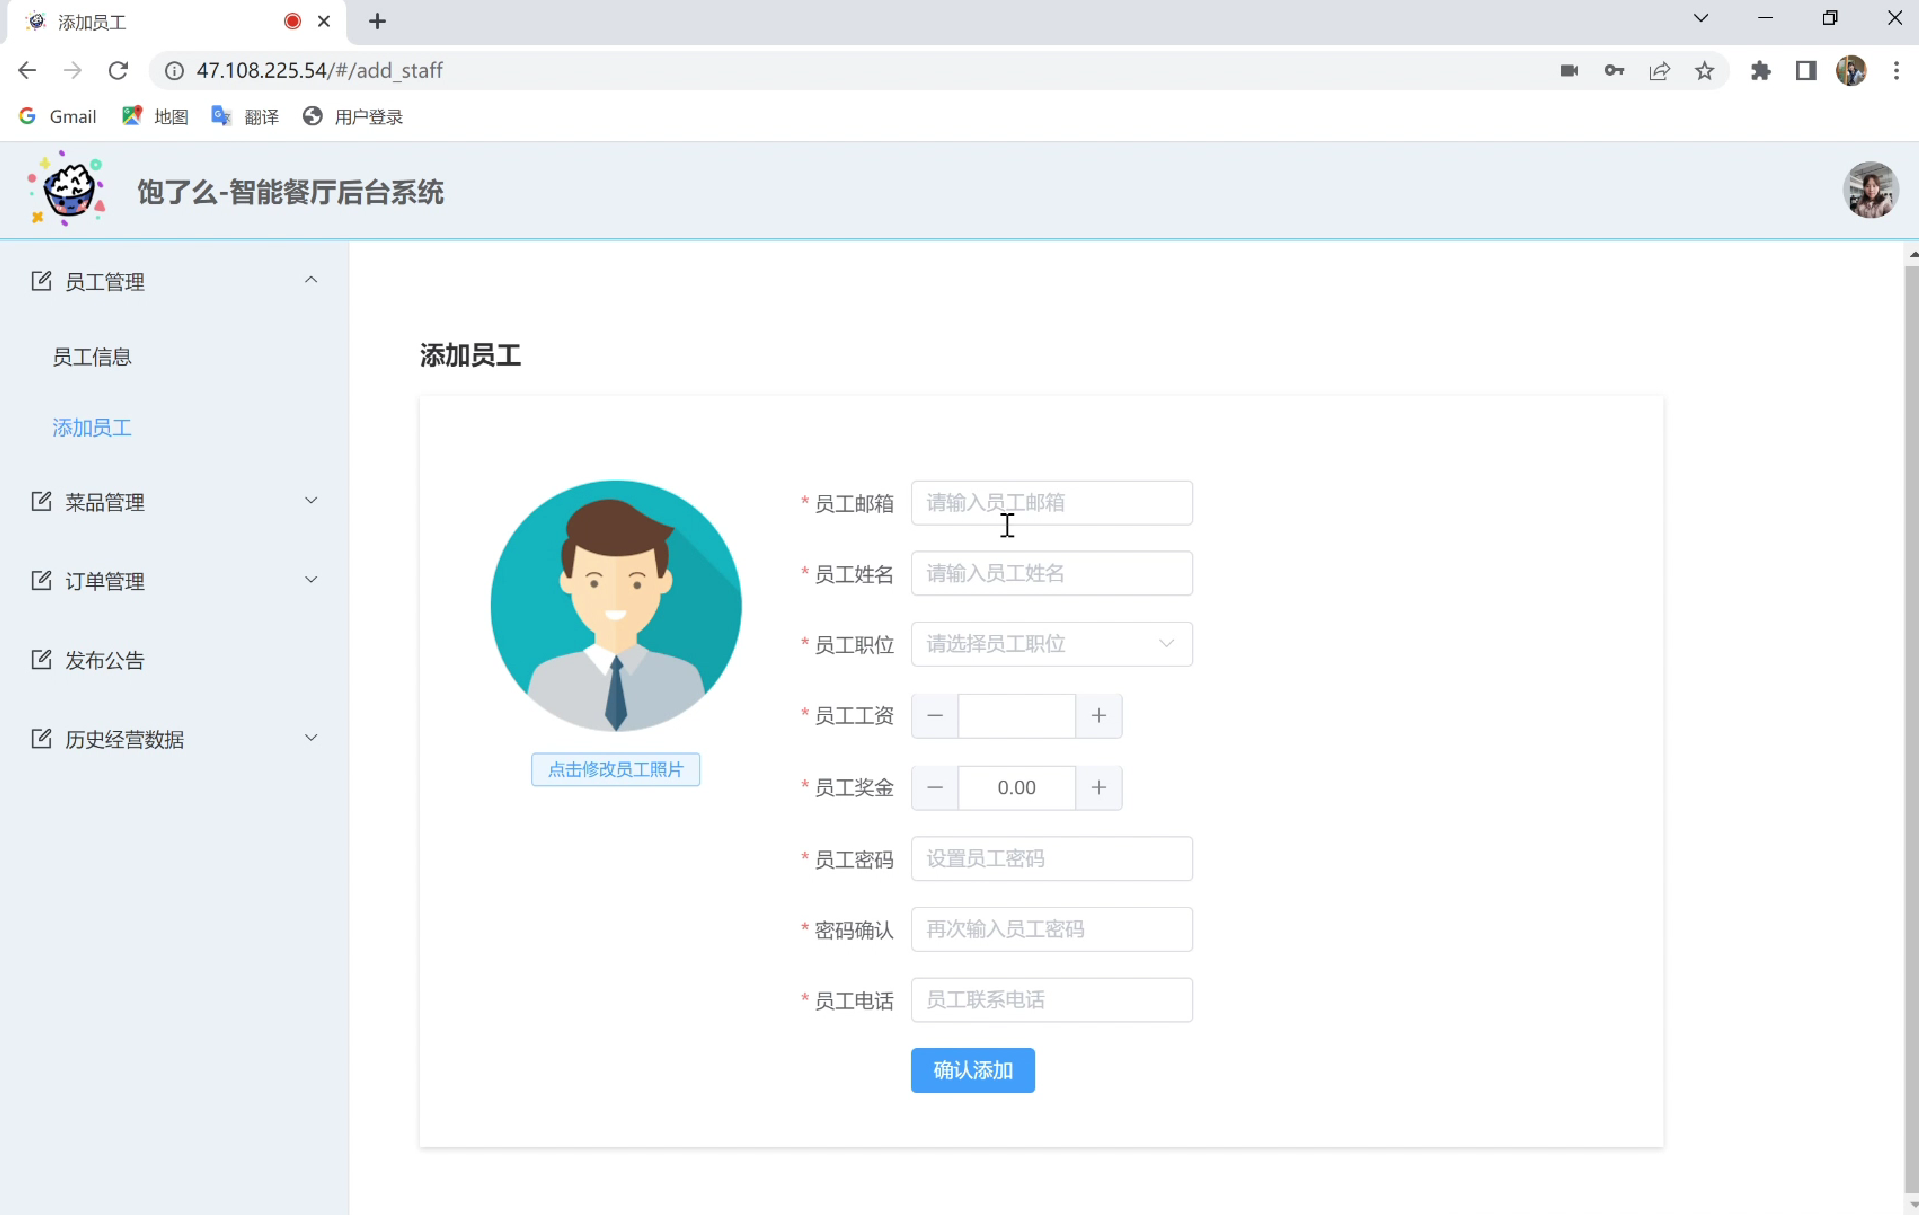 添加员工
47.108.225.54/#/add_staff
Gmail
地图
翻译
用户登录
饱了么-智能餐厅后台系统
员工管理
员工信息
添加员工
菜品管理
订单管理
发布公告
历史经营数据
添加员工
点击修改员工照片
* 员工邮箱 请输入员工邮箱
* 员工姓名 请输入员工姓名
* 员工职位 请选择员工职位
* 员工工资
* 员工奖金 0.00
* 员工密码 设置员工密码
* 密码确认 再次输入员工密码
* 员工电话 员工联系电话
确认添加